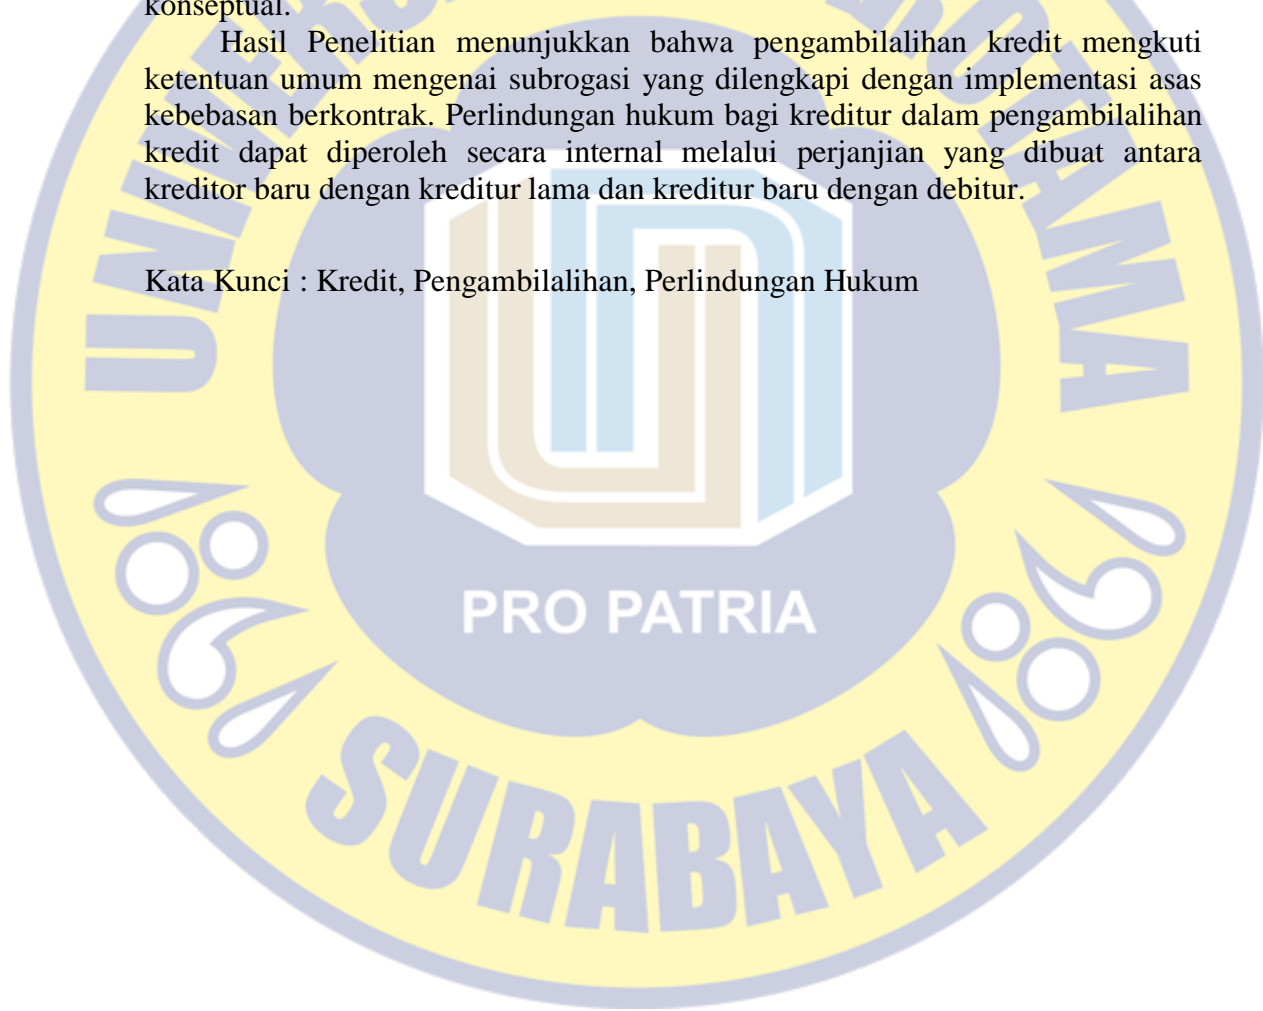 konseptual.
Hasil Penelitian menunjukkan bahwa pengambilalihan kredit mengkuti
ketentuan umum mengenai subrogasi yang dilengkapi dengan implementasi asas
kebebasan berkontrak. Perlindungan hukum bagi kreditur dalam pengambilalihan
kredit dapat diperoleh secara internal melalui perjanjian yang dibuat antara
kreditor baru dengan kreditur lama dan kreditur baru dengan debitur.
Kata Kunci : Kredit, Pengambilalihan, Perlindungan Hukum
PRO PATRIA
SURABAYA